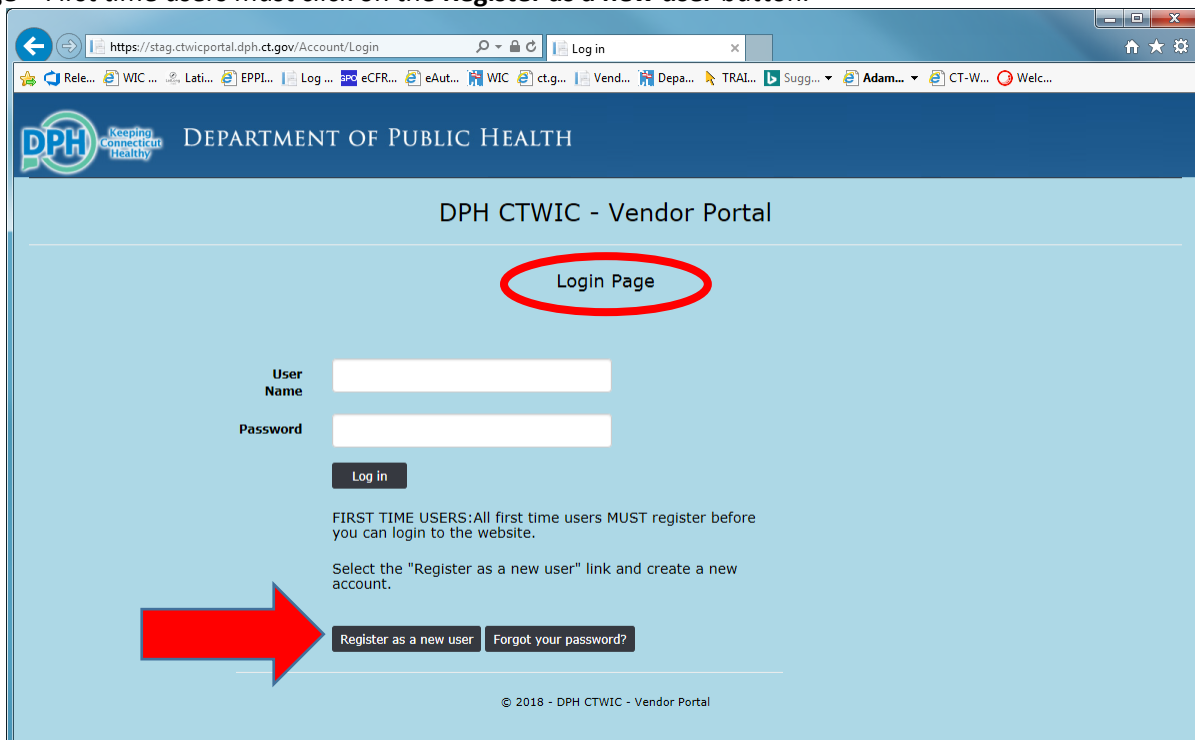 First time users must click on the Register as a new user button.
https://stag.ctwicportal.dph.ct.gov/Account/Login
Log in
Rele... WIC ... Lati... EPPI... Log ... eCFR... eAut... WIC ct.g... Vend... Depa... TRAI... Sugg... Adam... CT-W... Welc...
DPH Keeping Connecticut Healthy
DEPARTMENT OF PUBLIC HEALTH
DPH CTWIC - Vendor Portal
Login Page
User
Name
Password
Log in
FIRST TIME USERS:All first time users MUST register before
you can login to the website.
Select the "Register as a new user" link and create a new
account.
Register as a new user Forgot your password?
© 2018 - DPH CTWIC - Vendor Portal